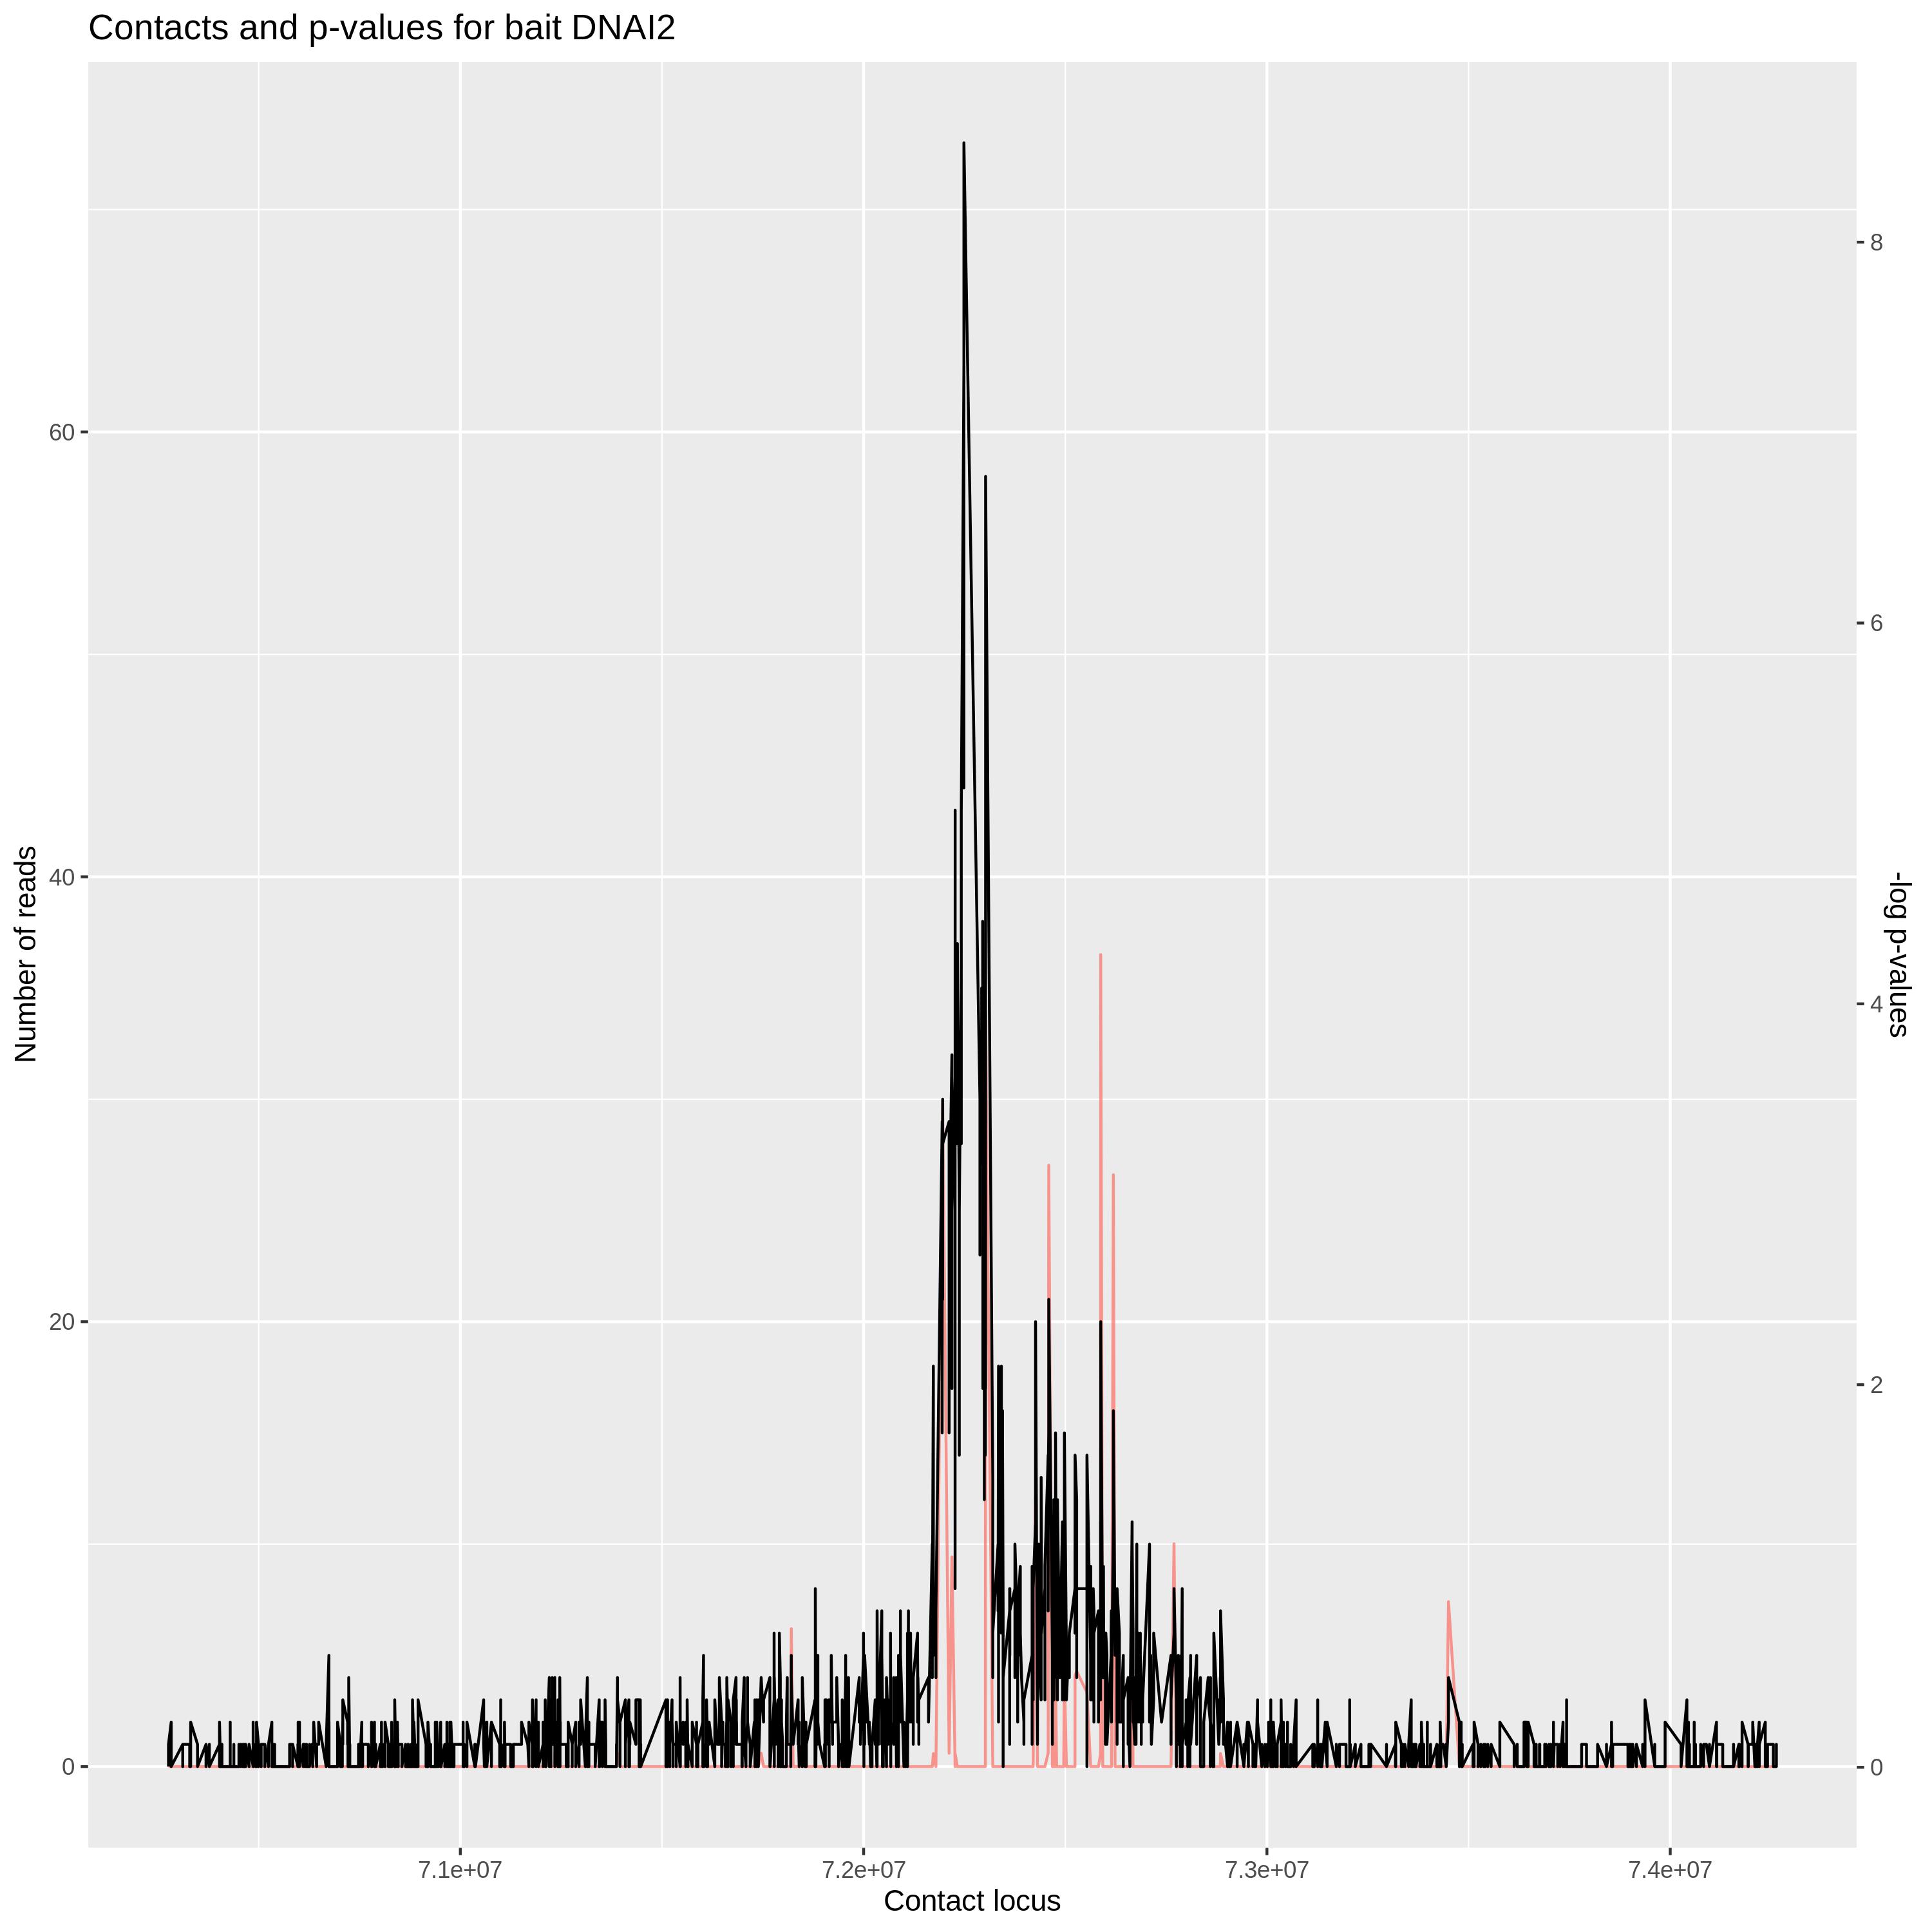 Contacts and p-values for bait DNAI2
60
40
20
0
Number of reads
8
6
4
2
0
-log p-values
7.1e+07
7.2e+07
7.3e+07
7.4e+07
Contact locus